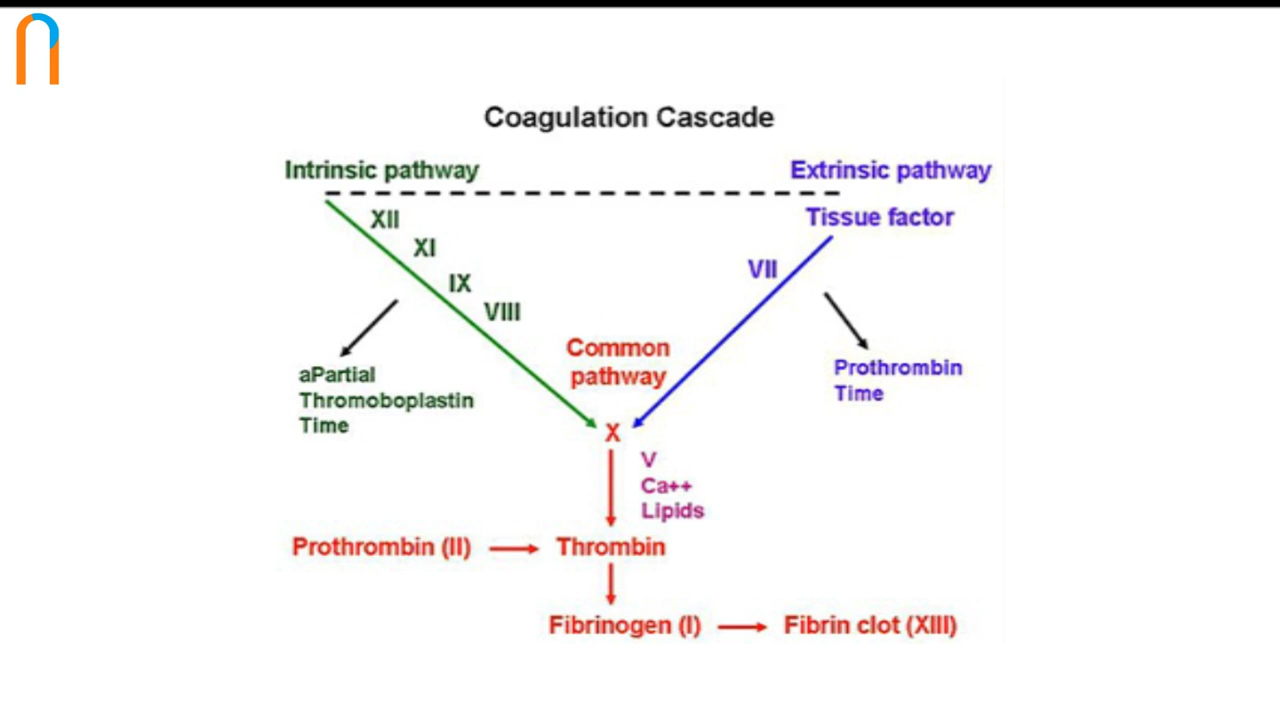 Coagulation Cascade
Intrinsic pathway
Extrinsic pathway
XII
Tissue factor
XI
VII
IX
VIII
Common
pathway
aPartial
Thromoboplastin
Time
Prothrombin
Time
X
V
Ca++
Lipids
Prothrombin (II)
Thrombin
Fibrinogen (I)
Fibrin clot (XIII)